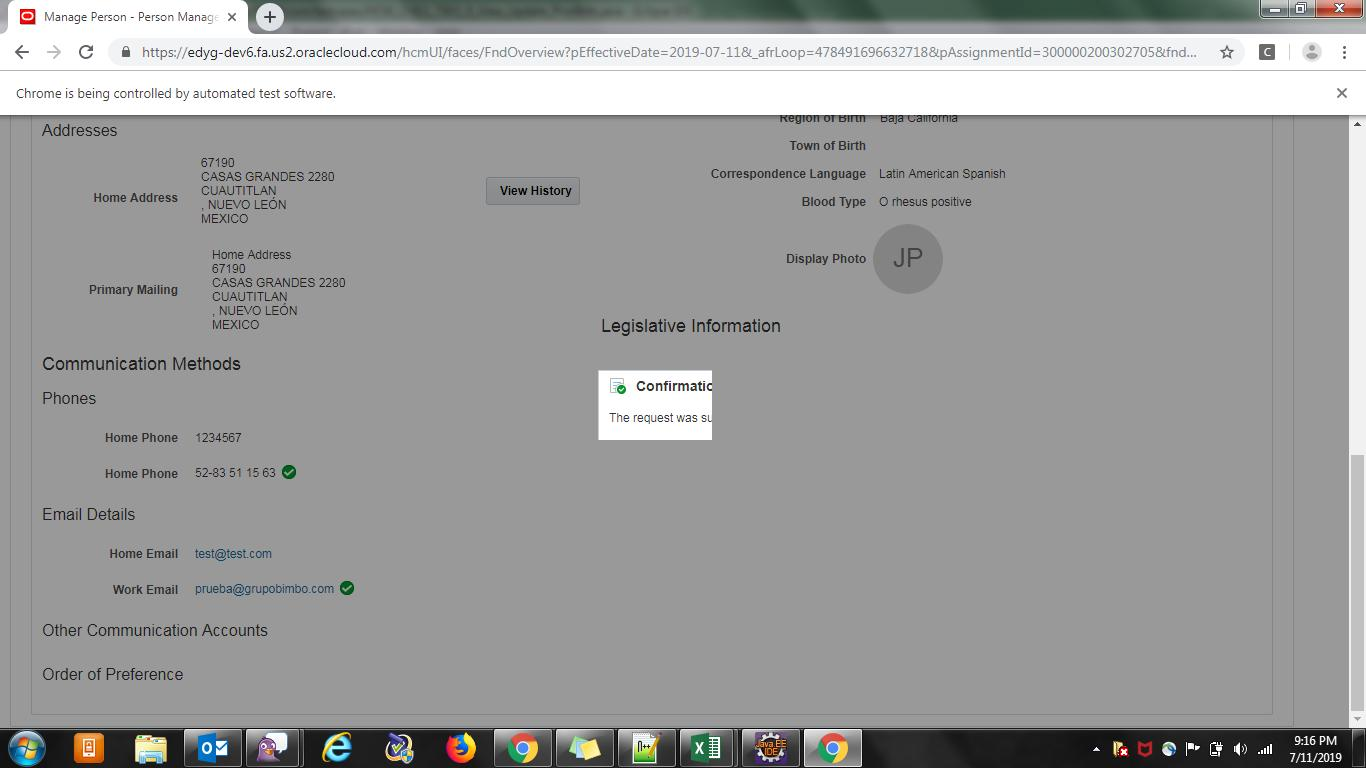 Manage Person - Person Manage
https://edyg-dev6.fa.us2.oraclecloud.com/hcmUI/faces/FndOverview?pEffectiveDate=2019-07-11&_afrLoop=478491696632718&pAssignmentId=300000200302705&fnd...
C
Chrome is being controlled by automated test software.
Addresses
Home Address
67190
CASAS GRANDES 2280
CUAUTITLAN
, NUEVO LEÓN
MEXICO
View History
Primary Mailing
Home Address
67190
CASAS GRANDES 2280
CUAUTITLAN
, NUEVO LEÓN
MEXICO
Communication Methods
Phones
Home Phone 1234567
Home Phone 52-83 51 15 63
Email Details
Home Email test@test.com
Work Email prueba@grupobimbo.com
Other Communication Accounts
Order of Preference
Region of Birth Baja California
Town of Birth
Correspondence Language Latin American Spanish
Blood Type O rhesus positive
Display Photo JP
Legislative Information
Confirmatio
The request was su
Java EE
IDE
9:16 PM
7/11/2019